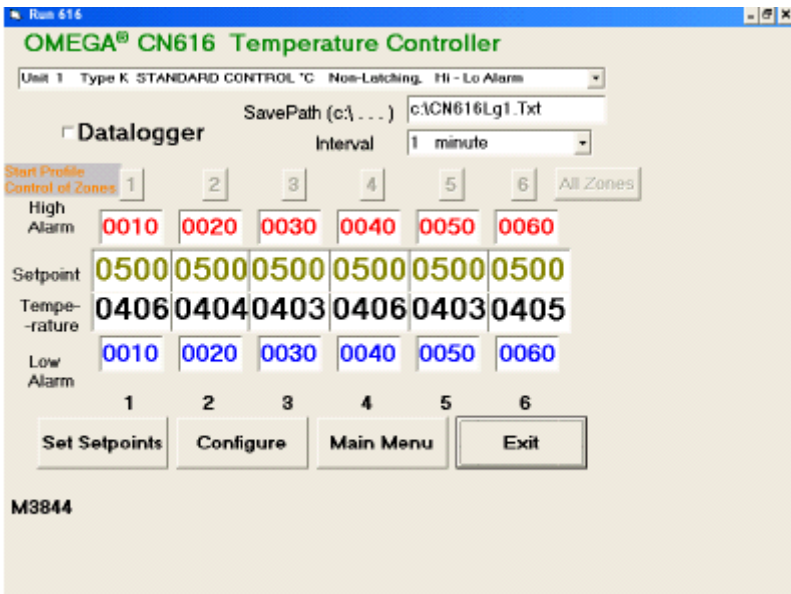 Run 616
OMEGA® CN616 Temperature Controller
Unit 1 Type K STANDARD CONTROL °C Non-Latching, Hi - Lo Alarm
SavePath (c:\ . . . ) c:\CN616Lg1.Txt
Datalogger
Interval 1 minute
Start Profile
Control of Zones 1 2 3 4 5 6 All Zones
High
Alarm 0010 0020 0030 0040 0050 0060
Setpoint 0500 0500 0500 0500 0500 0500
Tempe-
-rature 0406 0404 0403 0406 0403 0405
Low
Alarm 0010 0020 0030 0040 0050 0060
1 2 3 4 5 6
Set Setpoints Configure Main Menu Exit
M3844